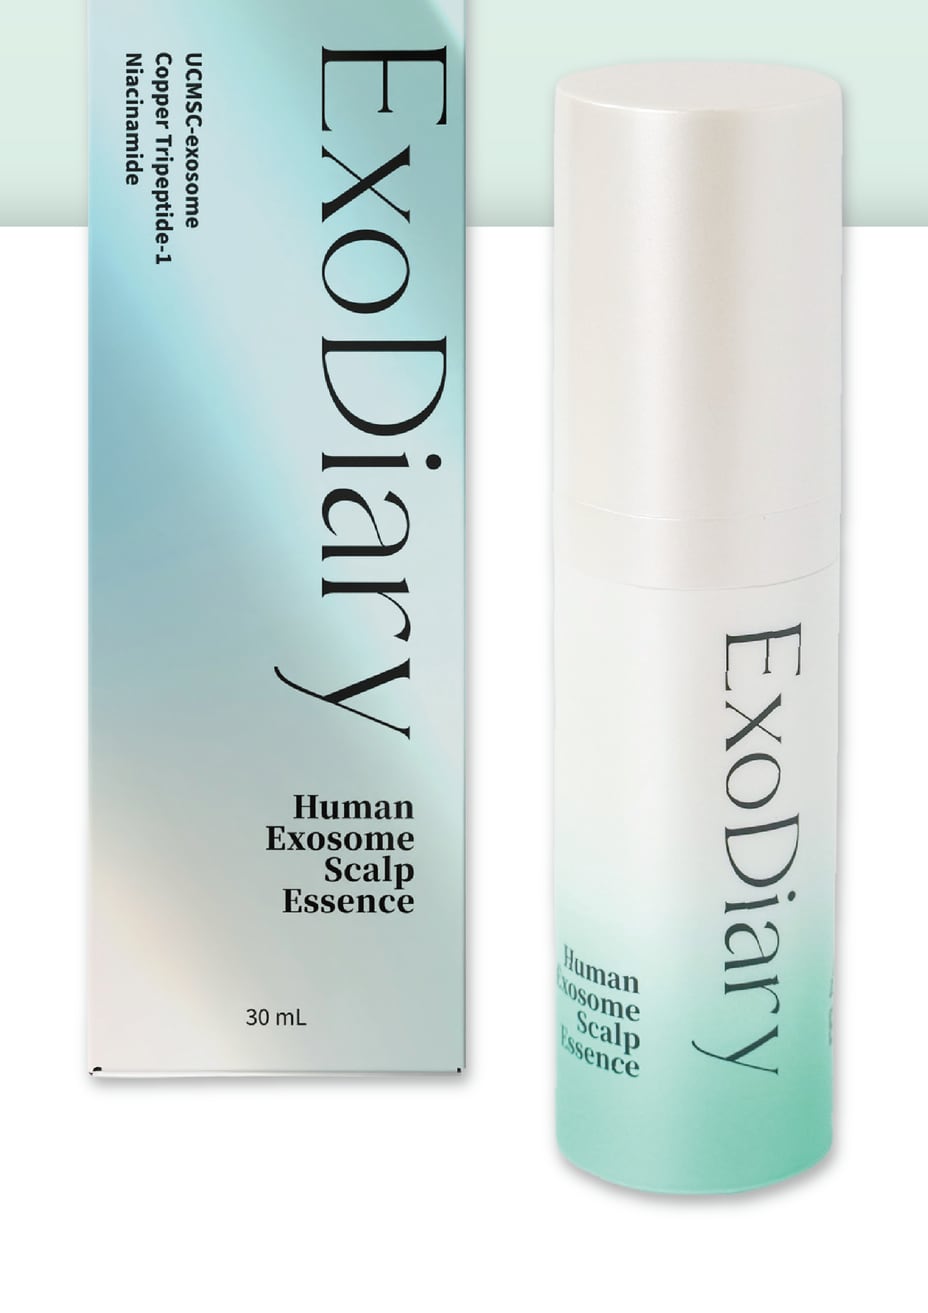 UCMSC-exosome
Copper Tripeptide-1
Niacinamide
ExoDiary
Human
Exosome
Scalp
Essence
30 mL
ExoDiary
Human
Exosome
Scalp
Essence